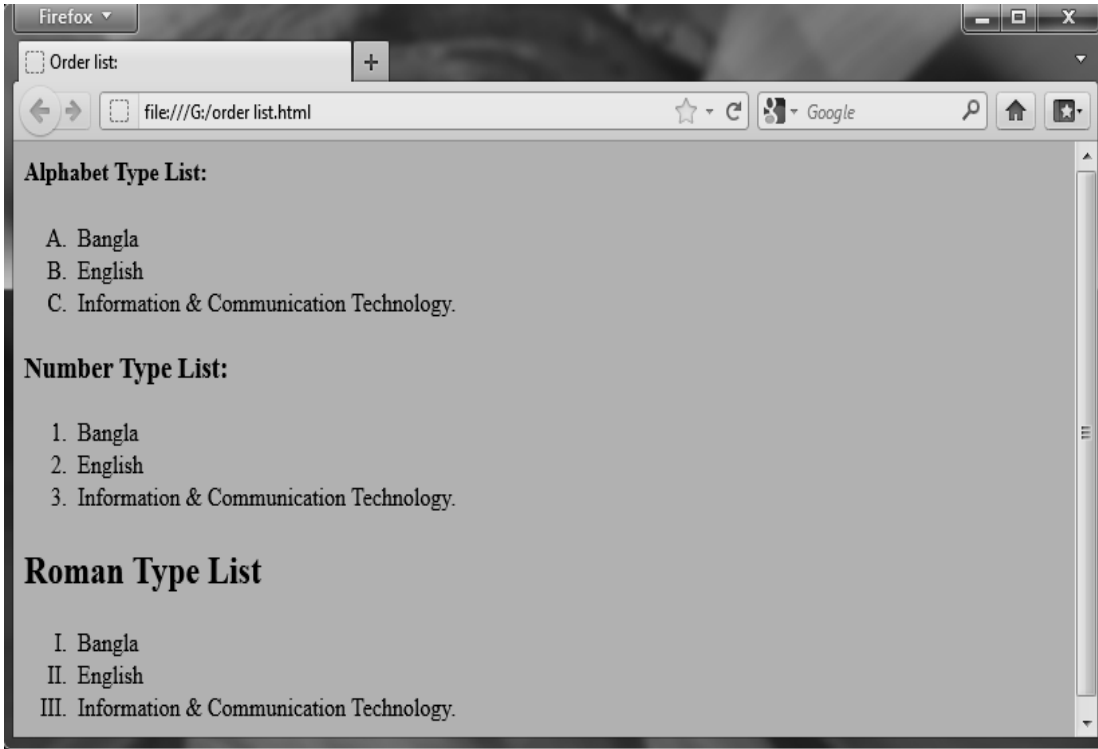 Firefox
Order list:
file:///G:/order list.html
Google
Alphabet Type List:
A. Bangla
B. English
C. Information & Communication Technology.
Number Type List:
1. Bangla
2. English
3. Information & Communication Technology.
Roman Type List
I. Bangla
II. English
III. Information & Communication Technology.